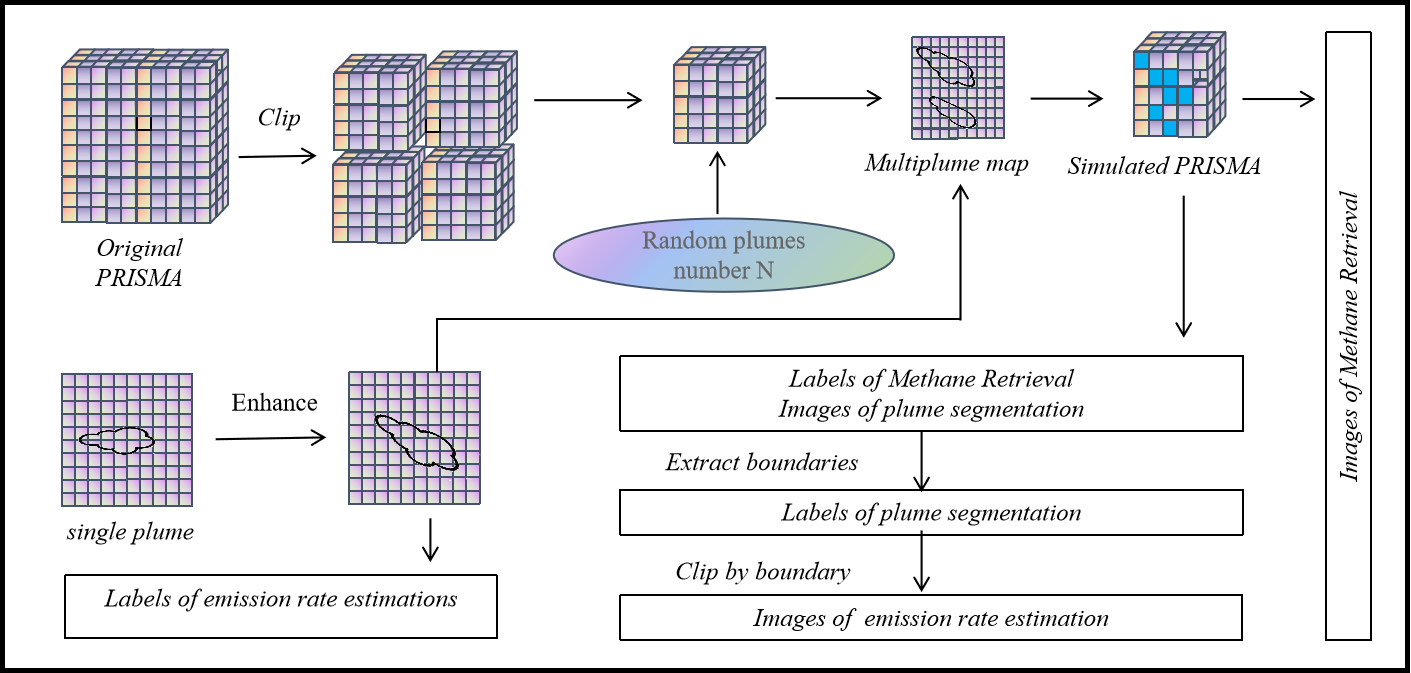 Clip
Original
PRISMA
Random plumes
number N
Multiplume map
Simulated PRISMA
Images of Methane Retrieval
Enhance
single plume
Labels of emission rate estimations
Labels of Methane Retrieval
Images of plume segmentation
Extract boundaries
Labels of plume segmentation
Clip by boundary
Images of emission rate estimation